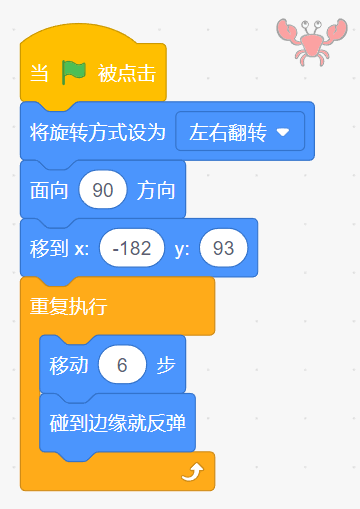 当 被点击
将旋转方式设为 左右翻转
面向 90 方向
移到 x: -182 y: 93
重复执行
移动 6 步
碰到边缘就反弹